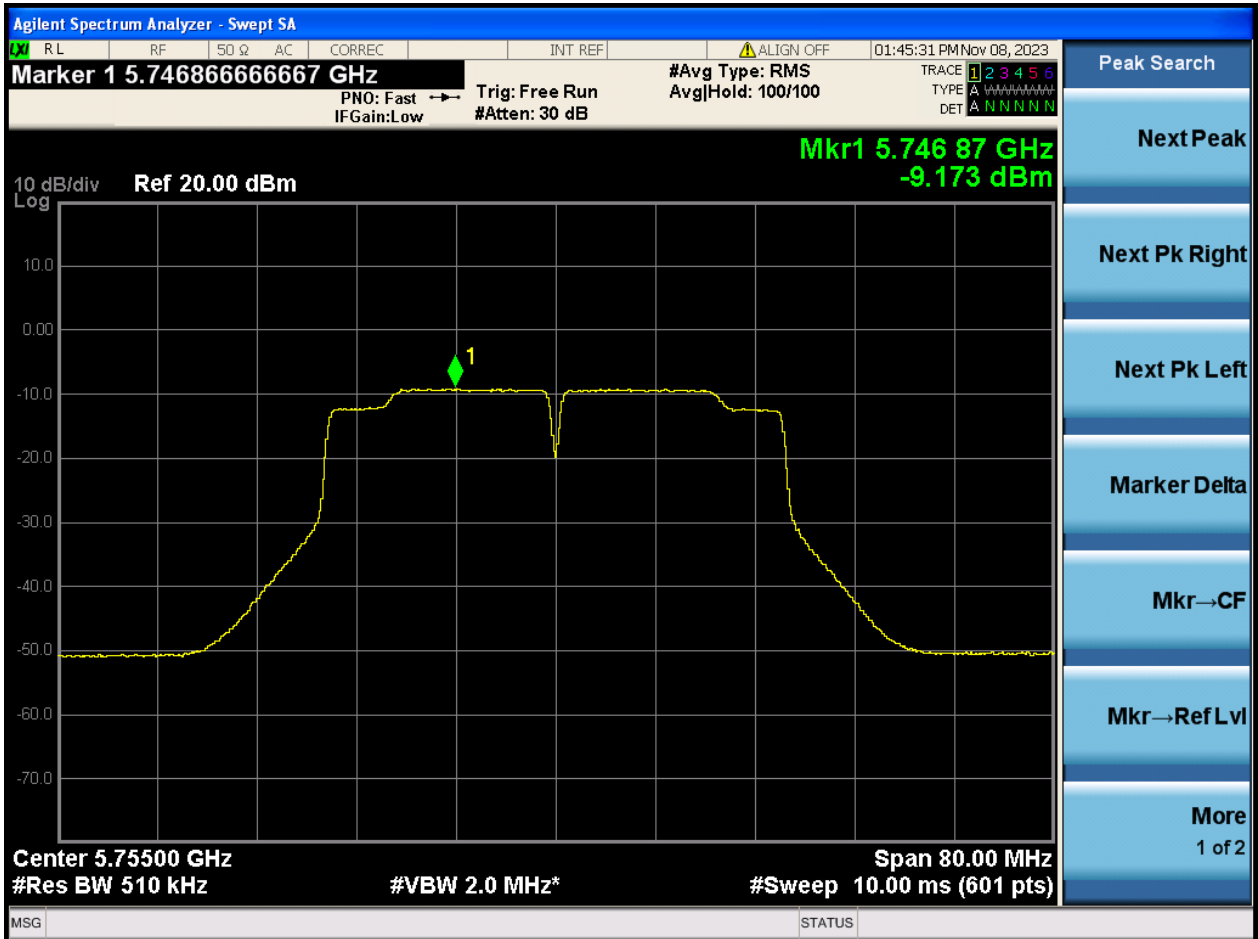 Agilent Spectrum Analyzer - Swept SA
LXI RL RF 50 Ω AC CORREC INT REF ALIGN OFF 01:45:31 PM Nov 08, 2023
Marker 1 5.746866666667 GHz
PNO: Fast
IFGain:Low
Trig: Free Run
#Atten: 30 dB
#Avg Type: RMS
Avg|Hold: 100/100
TRACE 1 2 3 4 5 6
TYPE A WWWWWW
DET A N N N N N
Mkr1 5.746 87 GHz
-9.173 dBm
10 dB/div Ref 20.00 dBm
Log
10.0
0.00
-10.0
-20.0
-30.0
-40.0
-50.0
-60.0
-70.0
1
Center 5.75500 GHz Span 80.00 MHz
#Res BW 510 kHz #VBW 2.0 MHz* #Sweep 10.00 ms (601 pts)
MSG STATUS
Peak Search
Next Peak
Next Pk Right
Next Pk Left
Marker Delta
Mkr→CF
Mkr→Ref Lvl
More
1 of 2